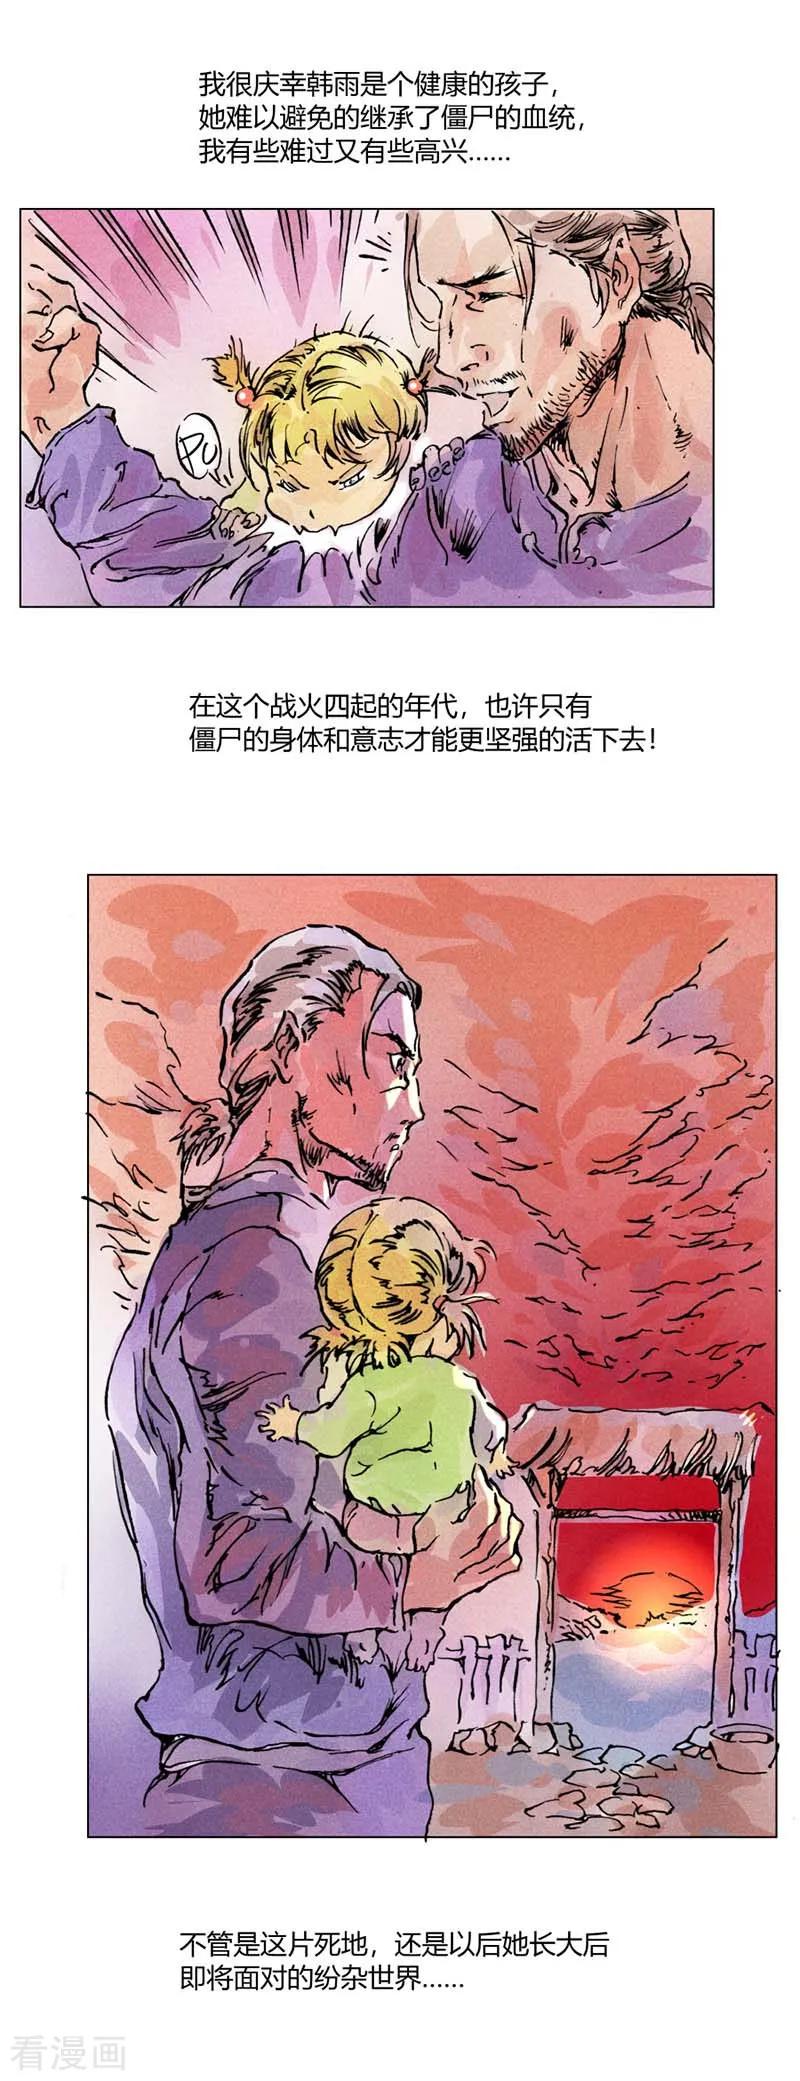 我很庆幸韩雨是个健康的孩子，
她难以避免的继承了僵尸的血统，
我有些难过又有些高兴……
PU
在这个战火四起的年代，也许只有
僵尸的身体和意志才能更坚强的活下去！
不管是这片死地，还是以后她长大后
即将面对的纷杂世界……
看漫画